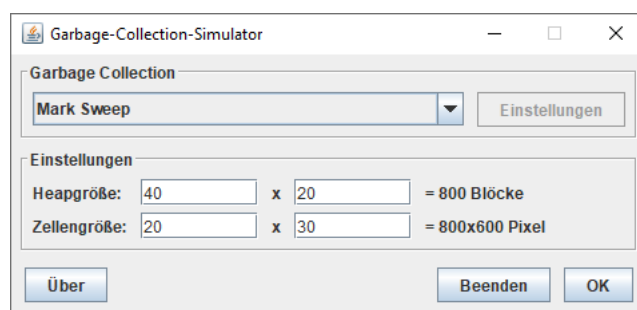 Garbage-Collection-Simulator
Garbage Collection
Mark Sweep
Einstellungen
Einstellungen
Heapgröße: 40 x 20 = 800 Blöcke
Zellengröße: 20 x 30 = 800x600 Pixel
Über Beenden OK